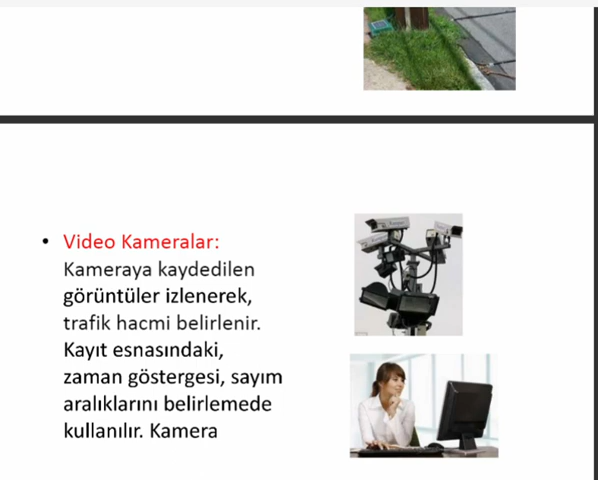 • Video Kameralar:
Kameraya kaydedilen
görüntüler izlenerek,
trafik hacmi belirlenir.
Kayıt esnasındaki,
zaman göstergesi, sayım
aralıklarını belirlemede
kullanılır. Kamera